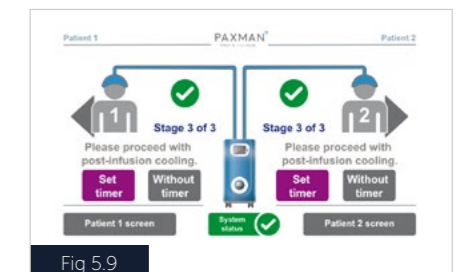 Patient 1
PAXMAN
Patient 2
1
2
Stage 3 of 3
Stage 3 of 3
Please proceed with
post-infusion cooling.
Please proceed with
post-infusion cooling.
Set
timer
Without
timer
Set
timer
Without
timer
Patient 1 screen
System
status
Patient 2 screen
Fig 5.9